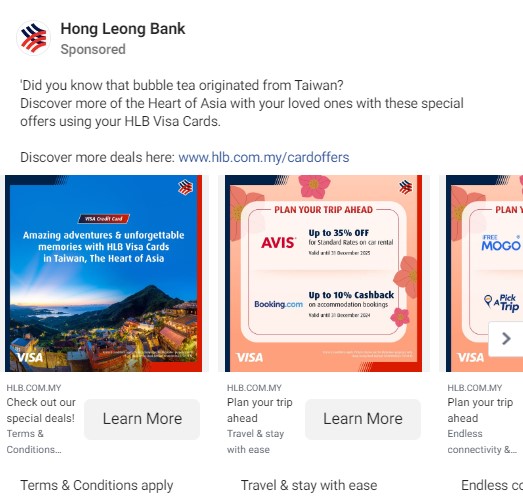 Hong Leong Bank
Sponsored
'Did you know that bubble tea originated from Taiwan?
Discover more of the Heart of Asia with your loved ones with these special
offers using your HLB Visa Cards.
Discover more deals here: www.hlb.com.my/cardoffers
VISA Credit Card
Amazing adventures & unforgettable
memories with HLB Visa Cards
in Taiwan, The Heart of Asia
VISA
PLAN YOUR TRIP AHEAD
AVIS
Up to 35% OFF
for Standard Rates on car rental
Valid until 31 December 2025
Booking.com
Up to 10% Cashback
on accommodation bookings
Valid until 31 December 2024
VISA
PLAN Y
FREE
MOGO
A Pick
Trip
VISA
HLB.COM.MY
Check out our
special deals!
Terms &
Conditions...
Learn More
HLB.COM.MY
Plan your trip
ahead
Travel & stay
with ease
Learn More
HLB.COM.MY
Plan your trip
ahead
Endless
connectivity &...
Terms & Conditions apply
Travel & stay with ease
Endless co